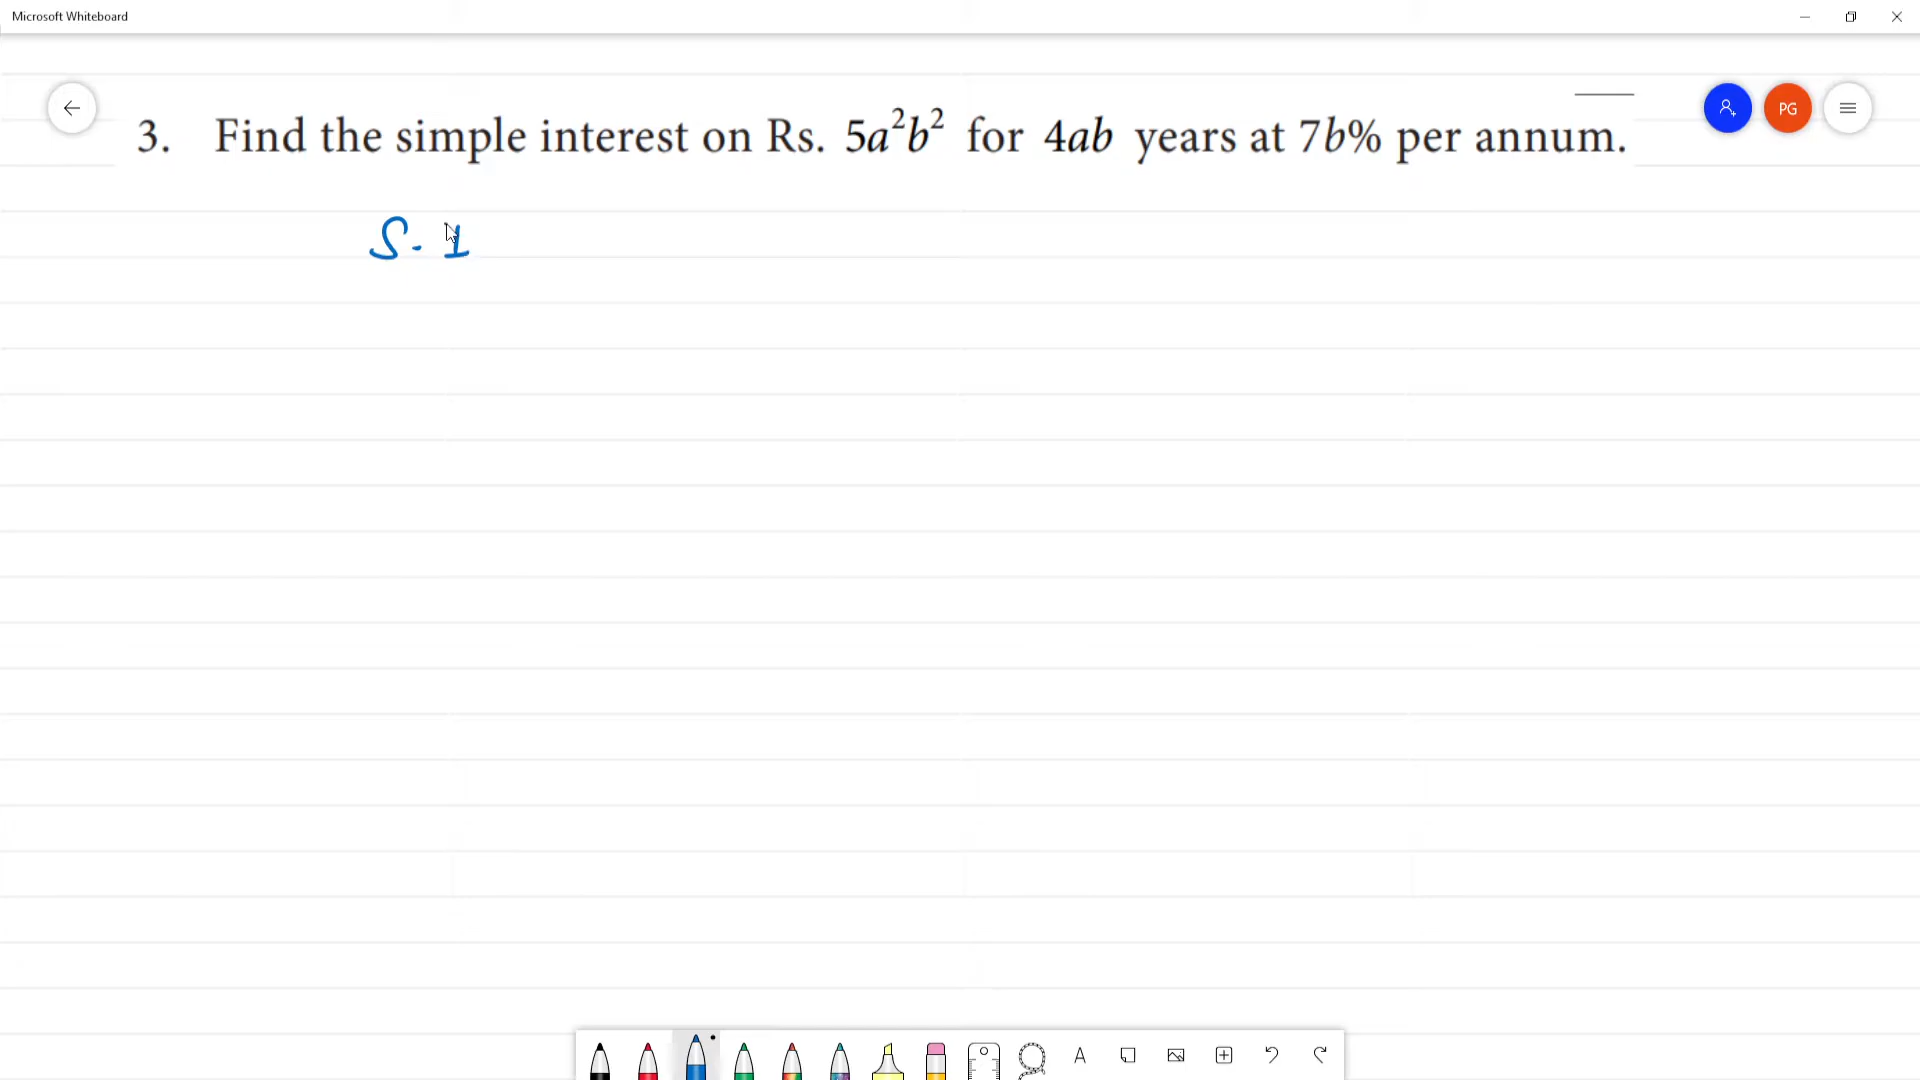 Microsoft Whiteboard
3. Find the simple interest on Rs. 5a²b² for 4ab years at 7b% per annum.
PG
S. I